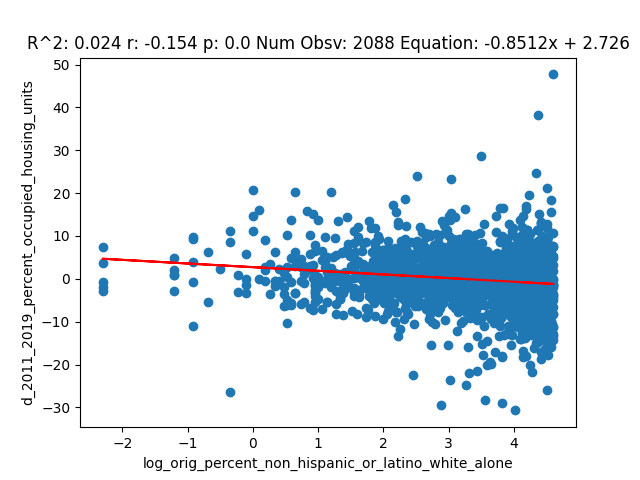 R^2: 0.024 r: -0.154 p: 0.0 Num Obsv: 2088 Equation: -0.8512x + 2.726
50
40
30
20
10
0
−10
−20
−30
d_2011_2019_percent_occupied_housing_units
−2 −1 0 1 2 3 4
log_orig_percent_non_hispanic_or_latino_white_alone